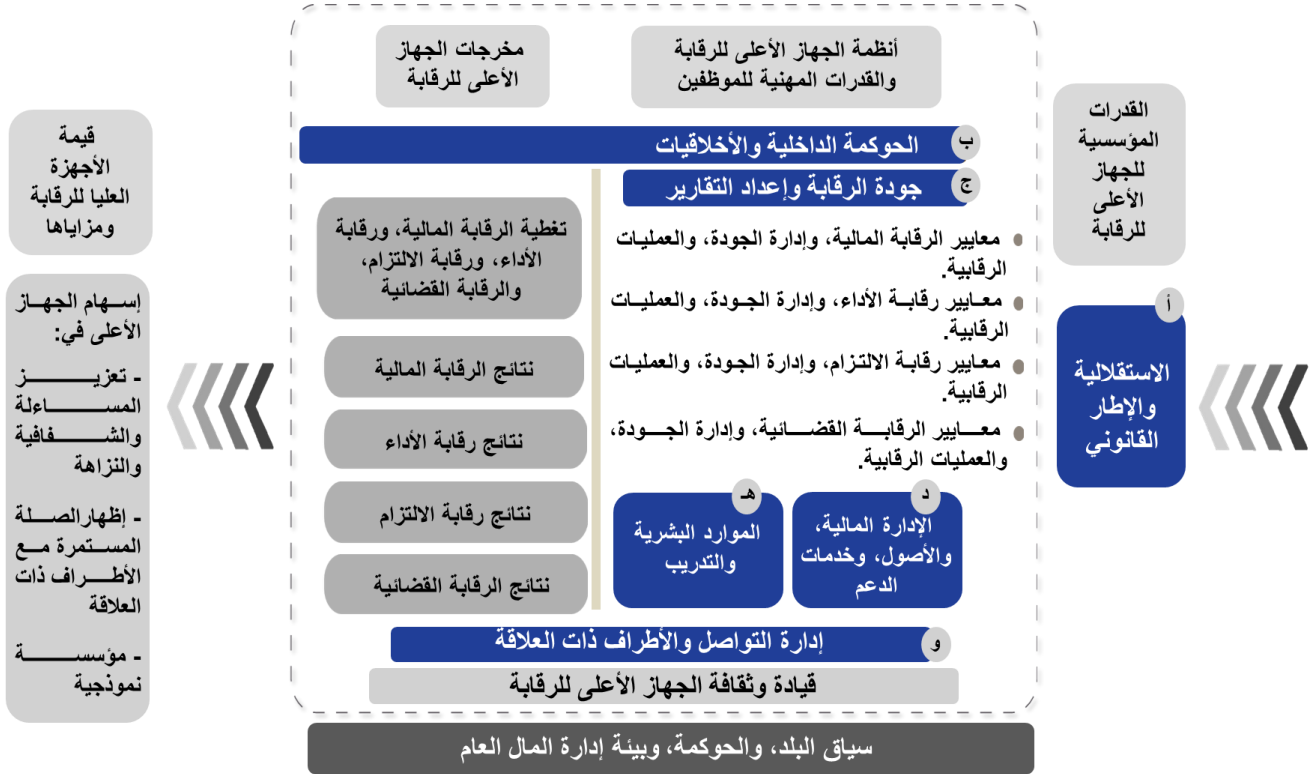 القدرات
المؤسسية
للجهاز
الأعلى
للرقابة
أ
الاستقلالية
والإطار
القانوني
أنظمة الجهاز الأعلى للرقابة
والقدرات المهنية للموظفين
مخرجات الجهاز
الأعلى للرقابة
ب
الحوكمة الداخلية والأخلاقيات
ج
جودة الرقابة وإعداد التقارير
• معايير الرقابة المالية، وإدارة الجودة، والعمليات
الرقابية.
• معايير رقابة الأداء، وإدارة الجودة، والعمليات
الرقابية.
• معايير رقابة الالتزام، وإدارة الجودة، والعمليات
الرقابية.
• معايير الرقابة القضائية، وإدارة الجودة،
والعمليات الرقابية.
د
الإدارة المالية،
والأصول، وخدمات
الدعم
هـ
الموارد البشرية
والتدريب
تغطية الرقابة المالية، ورقابة
الأداء، ورقابة الالتزام،
والرقابة القضائية
نتائج الرقابة المالية
نتائج رقابة الأداء
نتائج رقابة الالتزام
نتائج الرقابة القضائية
و
إدارة التواصل والأطراف ذات العلاقة
قيادة وثقافة الجهاز الأعلى للرقابة
سياق البلد، والحوكمة، وبيئة إدارة المال العام
قيمة
الأجهزة
العليا للرقابة
ومزاياها
إسهام الجهاز
الأعلى في:
- تعزيز
المساءلة
والشفافية
والنزاهة
- إظهارالصلة
المستمرة مع
الأطراف ذات
العلاقة
- مؤسسة
نموذجية